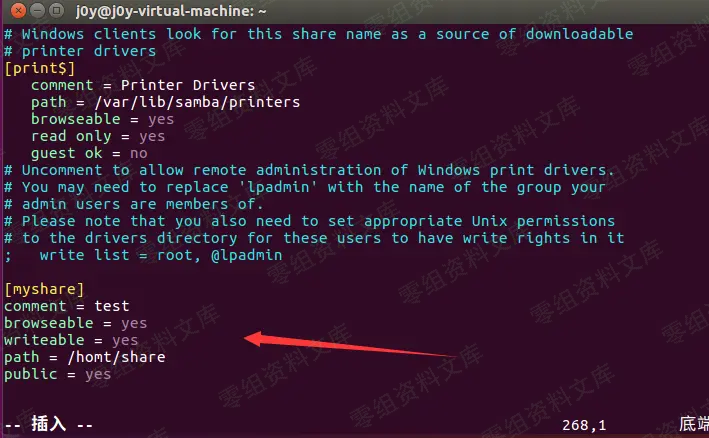 j0y@j0y-virtual-machine: ~
# Windows clients look for this share name as a source of downloadable
# printer drivers
[print$]
   comment = Printer Drivers
   path = /var/lib/samba/printers
   browseable = yes
   read only = yes
   guest ok = no
# Uncomment to allow remote administration of Windows print drivers.
# You may need to replace 'lpadmin' with the name of the group your
# admin users are members of.
# Please note that you also need to set appropriate Unix permissions
# to the drivers directory for these users to have write rights in it
;   write list = root, @lpadmin
[myshare]
comment = test
browseable = yes
writeable = yes
path = /homt/share
public = yes
-- 插入 -- 268,1 底端
零组资料文库